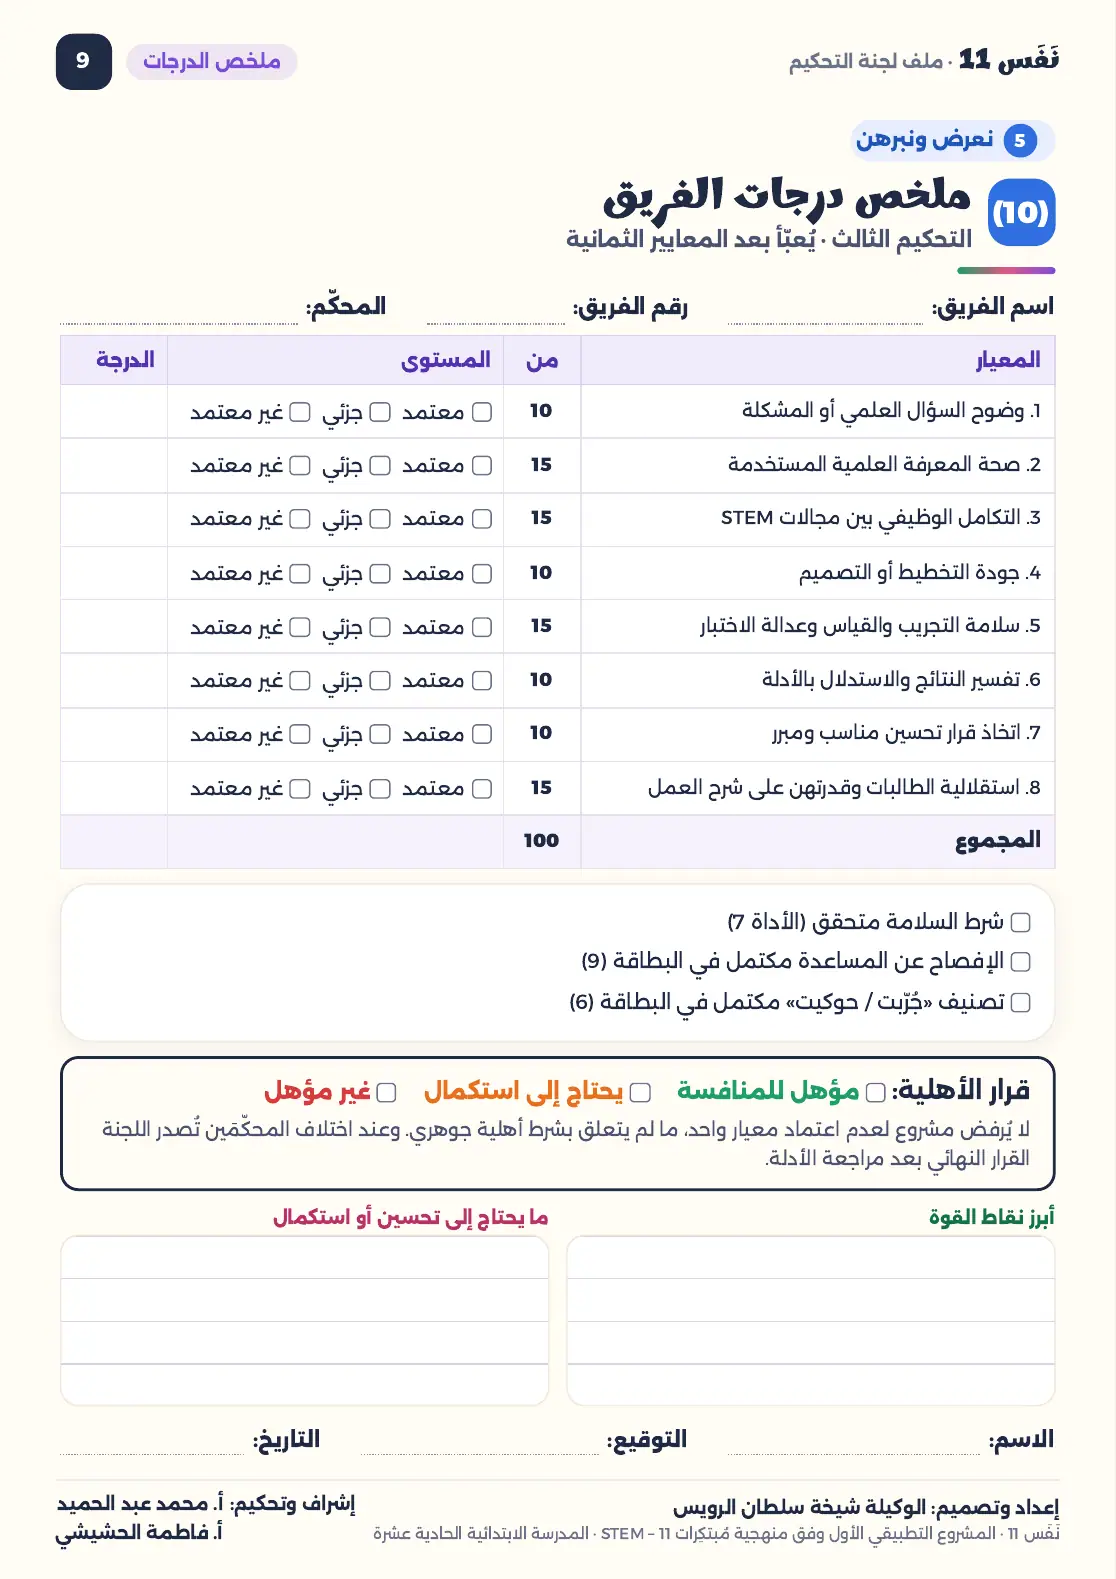 نَفَس 11 · ملف لجنة التحكيم
ملخص الدرجات
9
5 نعرض ونبرهن
(10) ملخص درجات الفريق
التحكيم الثالث · يُعبّأ بعد المعايير الثمانية
اسم الفريق: رقم الفريق: المحكّم:
المعيار من المستوى الدرجة
1. وضوح السؤال العلمي أو المشكلة 10 معتمد جزئي غير معتمد
2. صحة المعرفة العلمية المستخدمة 15 معتمد جزئي غير معتمد
3. التكامل الوظيفي بين مجالات STEM 15 معتمد جزئي غير معتمد
4. جودة التخطيط أو التصميم 10 معتمد جزئي غير معتمد
5. سلامة التجريب والقياس وعدالة الاختبار 15 معتمد جزئي غير معتمد
6. تفسير النتائج والاستدلال بالأدلة 10 معتمد جزئي غير معتمد
7. اتخاذ قرار تحسين مناسب ومبرر 10 معتمد جزئي غير معتمد
8. استقلالية الطالبات وقدرتهن على شرح العمل 15 معتمد جزئي غير معتمد
المجموع 100
شرط السلامة متحقق (الأداة 7)
الإفصاح عن المساعدة مكتمل في البطاقة (9)
تصنيف «جُرّبت / حوكيت» مكتمل في البطاقة (6)
قرار الأهلية: مؤهل للمنافسة يحتاج إلى استكمال غير مؤهل
لا يُرفض مشروع لعدم اعتماد معيار واحد، ما لم يتعلق بشرط أهلية جوهري. وعند اختلاف المحكّمَين تُصدر اللجنة
القرار النهائي بعد مراجعة الأدلة.
أبرز نقاط القوة
ما يحتاج إلى تحسين أو استكمال
الاسم: التوقيع: التاريخ:
إعداد وتصميم: الوكيلة شيخة سلطان الرويس
نَفَس 11 · المشروع التطبيقي الأول وفق منهجية مُبتكِرات 11 – STEM · المدرسة الابتدائية الحادية عشرة
إشراف وتحكيم: أ. محمد عبد الحميد
أ. فاطمة الحشيشي